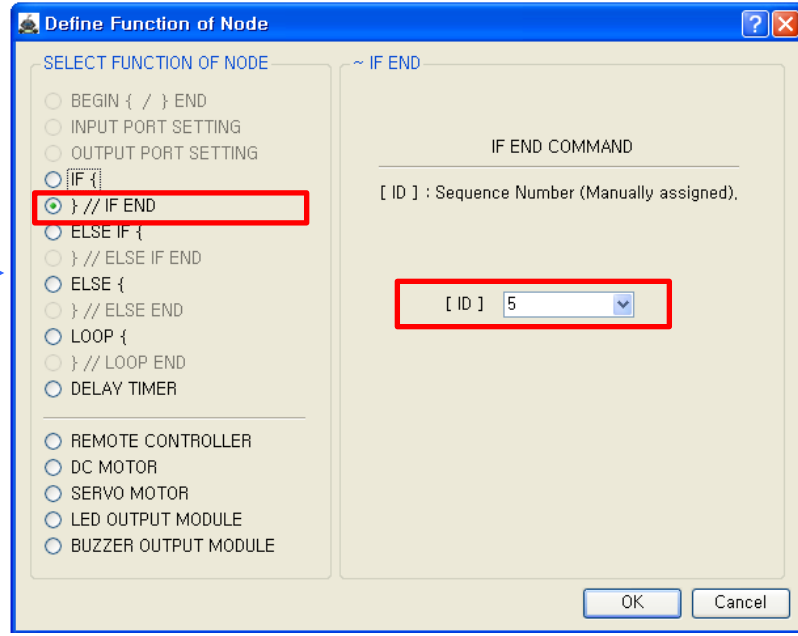 Define Function of Node
SELECT FUNCTION OF NODE
BEGIN { / } END
INPUT PORT SETTING
OUTPUT PORT SETTING
IF {
} // IF END
ELSE IF {
} // ELSE IF END
ELSE {
} // ELSE END
LOOP {
} // LOOP END
DELAY TIMER
REMOTE CONTROLLER
DC MOTOR
SERVO MOTOR
LED OUTPUT MODULE
BUZZER OUTPUT MODULE
~ IF END
IF END COMMAND
[ ID ] : Sequence Number (Manually assigned),
[ ID ] 5
OK Cancel